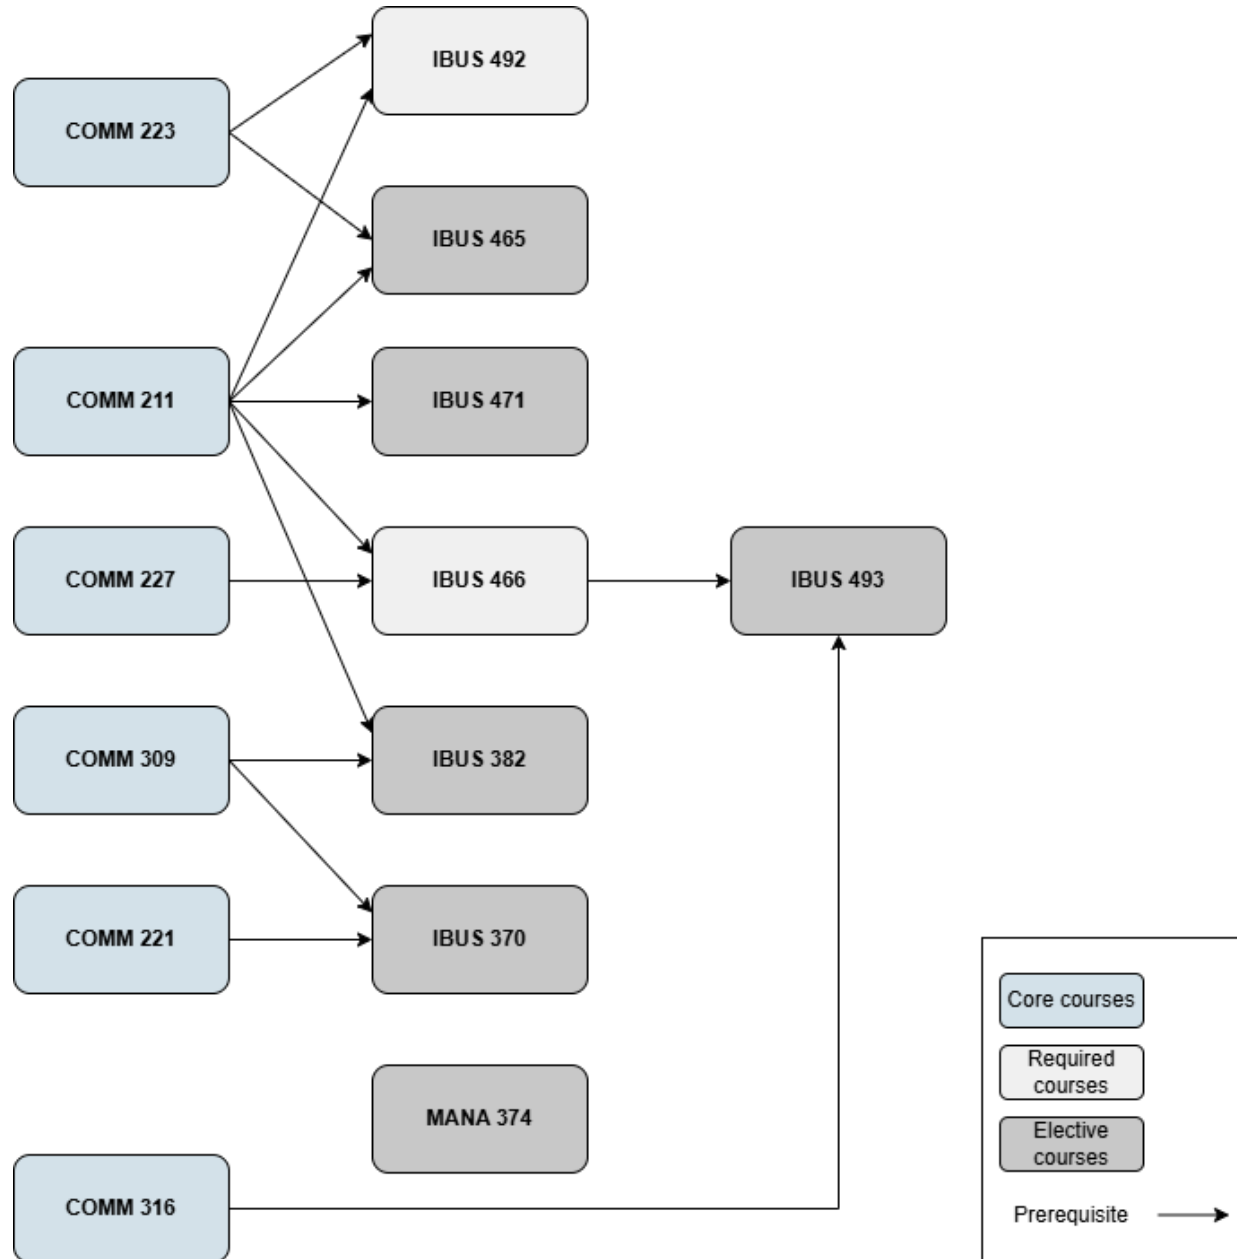 IBUS 492
COMM 223
IBUS 465
COMM 211
IBUS 471
COMM 227
IBUS 466
IBUS 493
COMM 309
IBUS 382
COMM 221
IBUS 370
MANA 374
COMM 316
Core courses
Required
courses
Elective
courses
Prerequisite